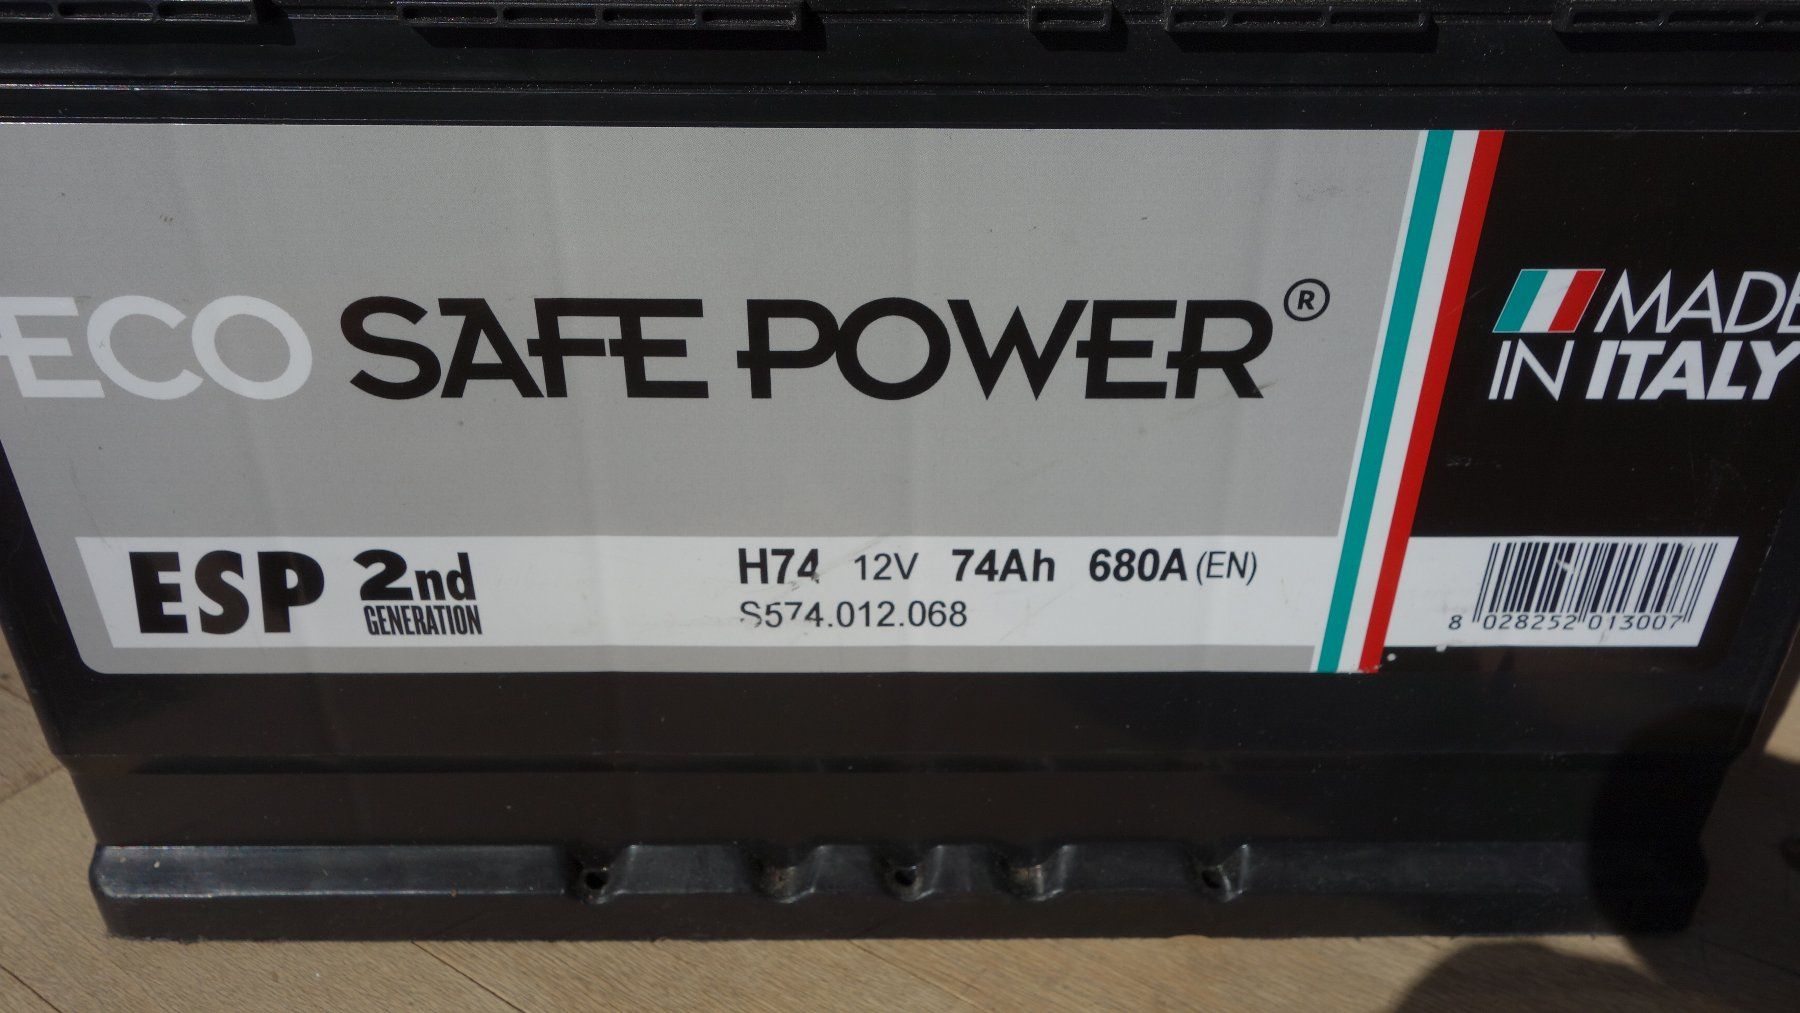 ECO SAFE POWER®
MADE
IN ITALY
ESP 2nd
GENERATION
H74 12V 74Ah 680A (EN)
S574.012.068
8 028252 013007